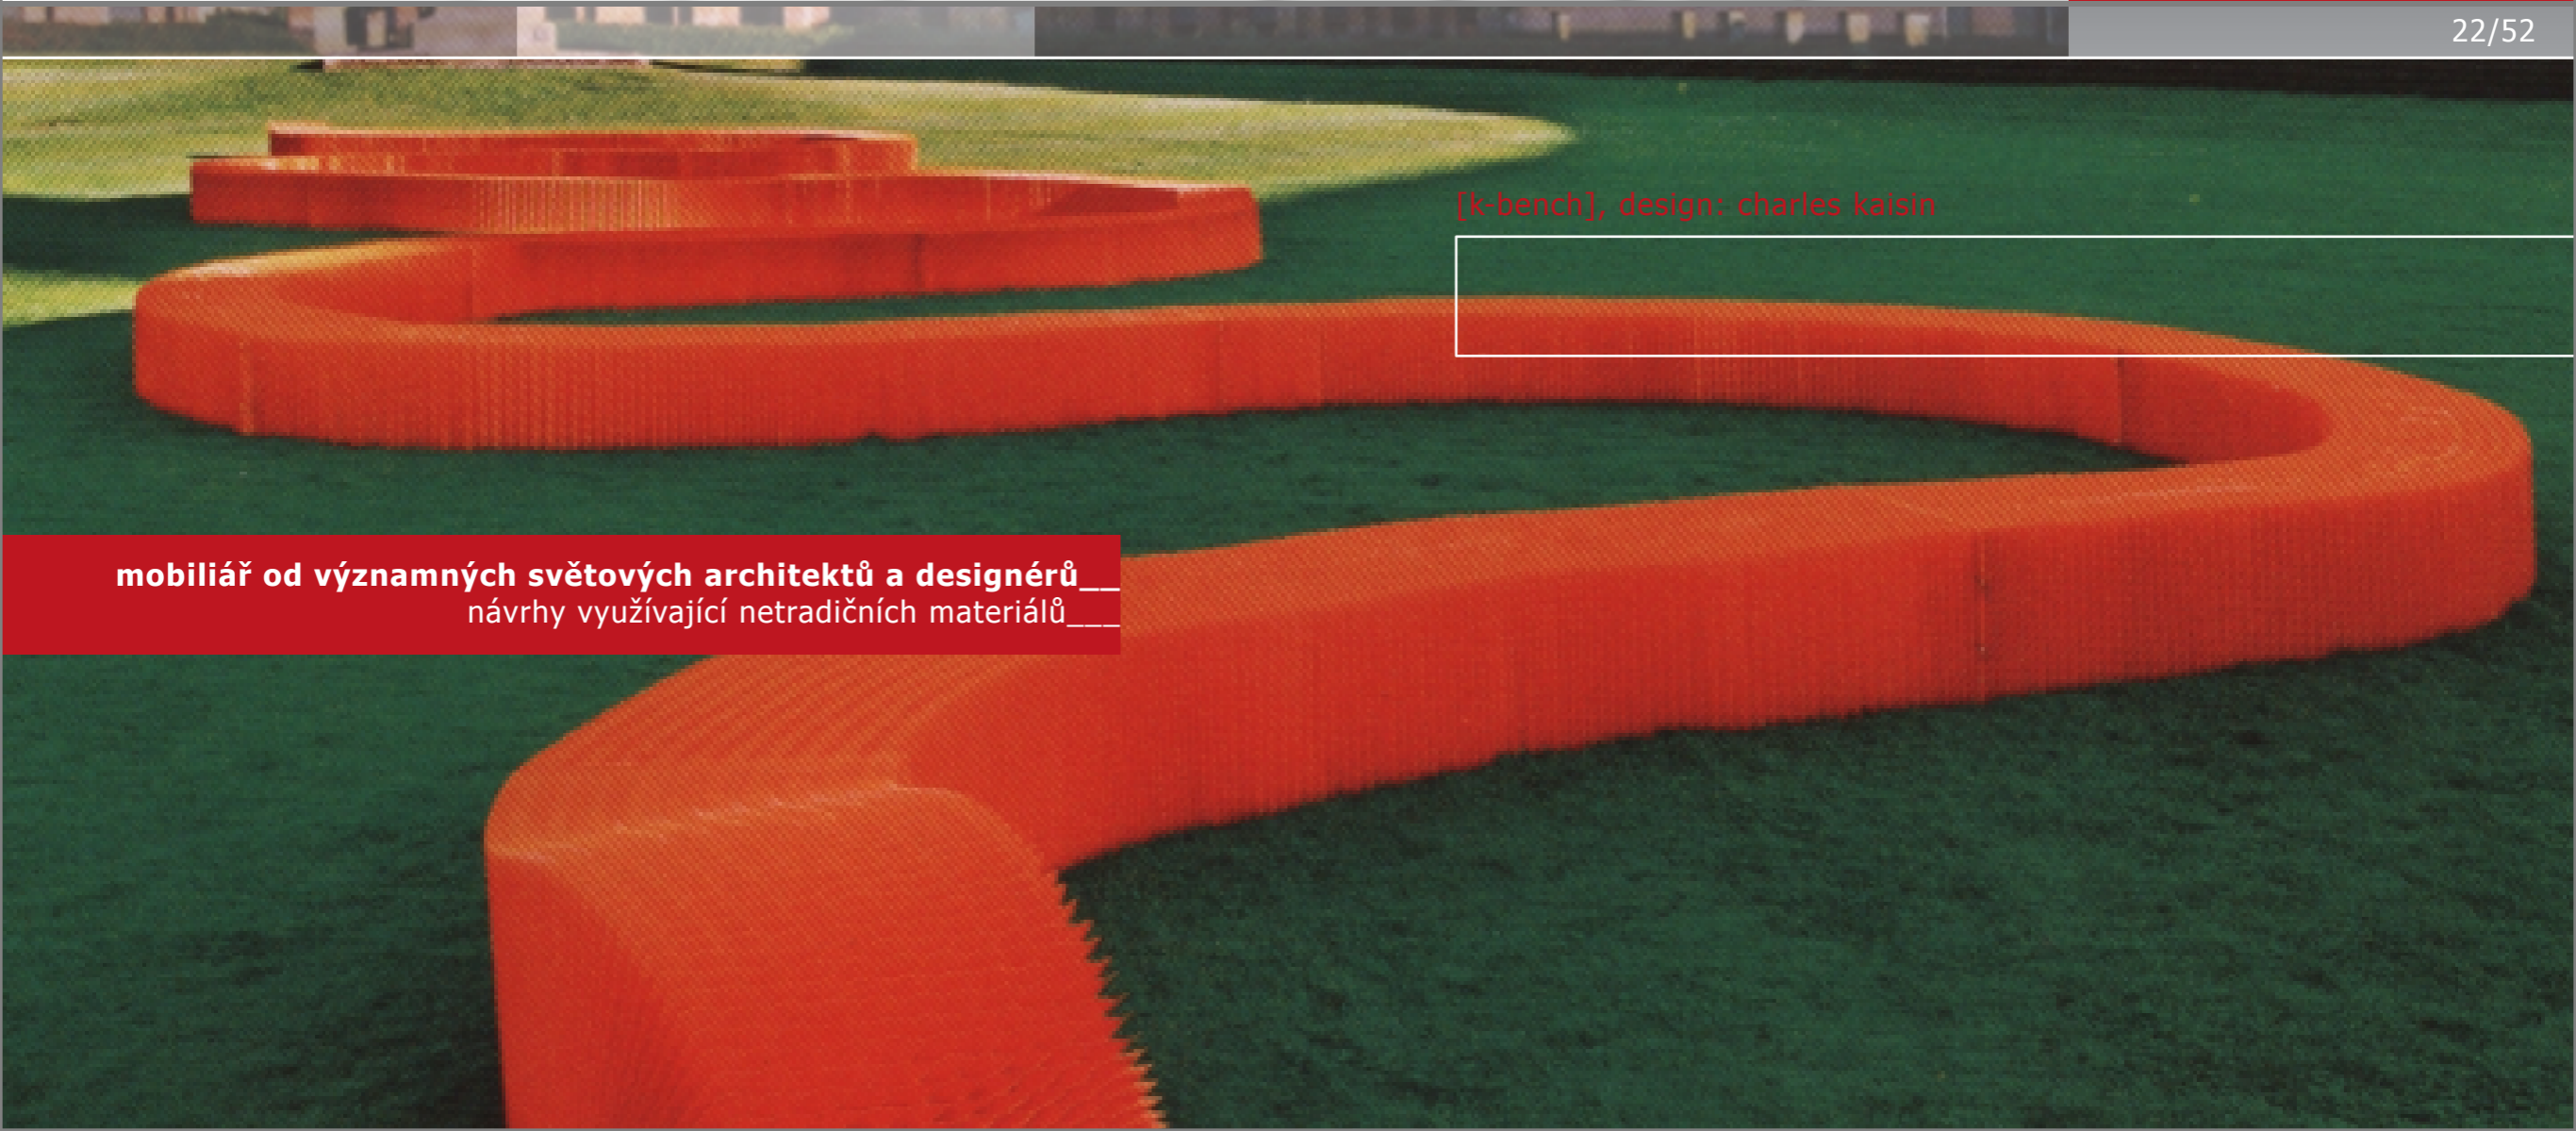 22/52
[k-bench], design: charles kaisin
mobiliář od významných světových architektů a designérů__
návrhy využívající netradičních materiálů___